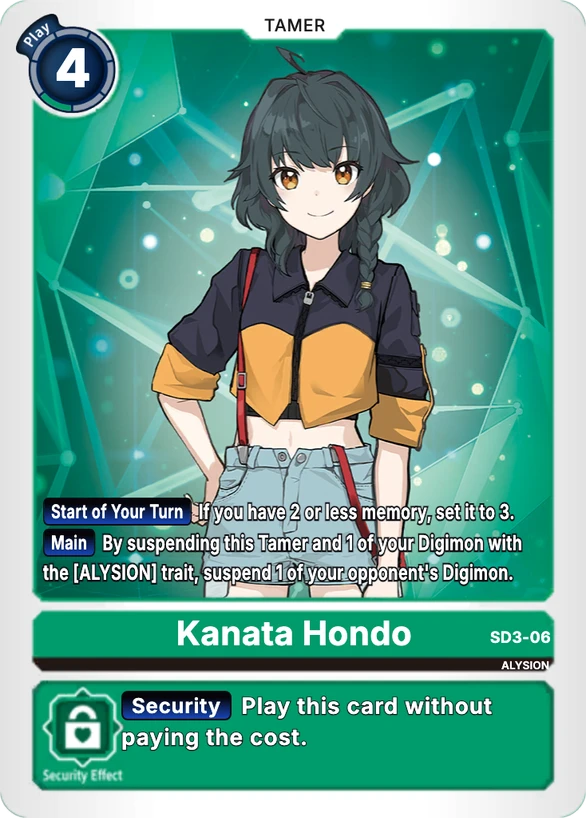 TAMER
Play
4
Start of Your Turn If you have 2 or less memory, set it to 3.
Main By suspending this Tamer and 1 of your Digimon with
the [ALYSION] trait, suspend 1 of your opponent's Digimon.
Kanata Hondo SD3-06
ALYSION
Security Play this card without
paying the cost.
Security Effect